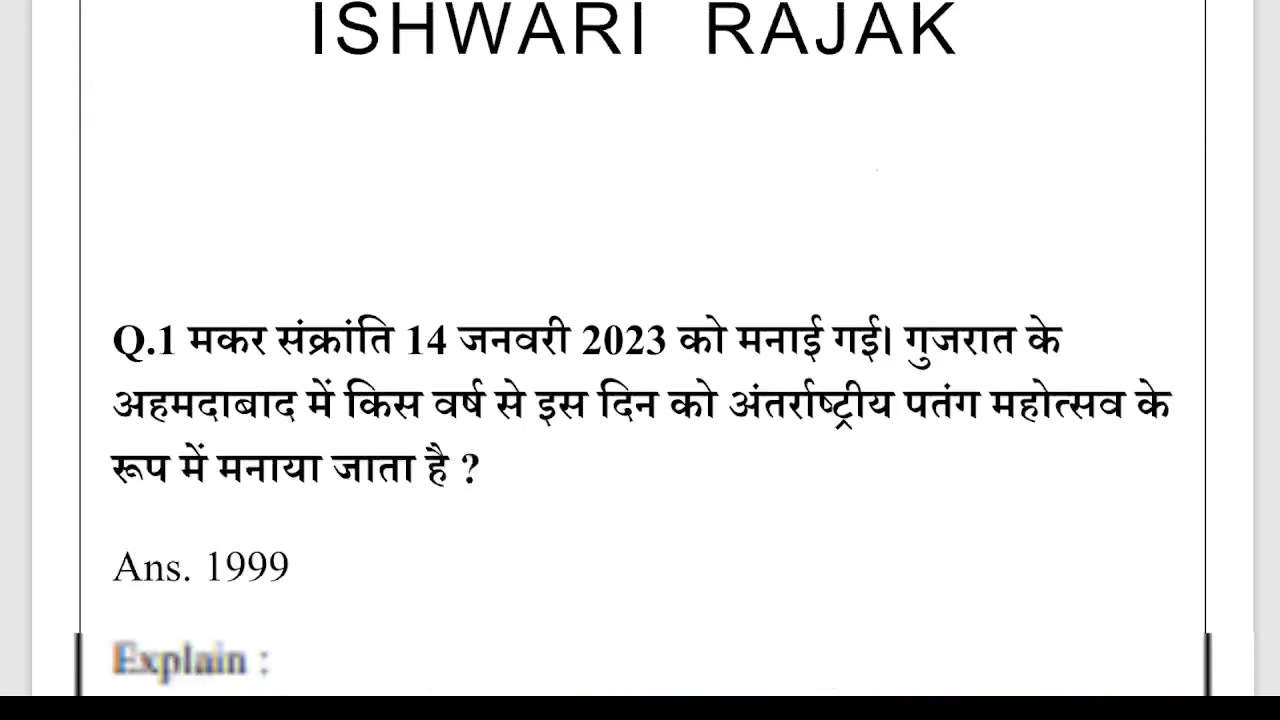 ISHWARI RAJAK
Q.1 मकर संक्रांति 14 जनवरी 2023 को मनाई गई। गुजरात के
अहमदाबाद में किस वर्ष से इस दिन को अंतर्राष्ट्रीय पतंग महोत्सव के
रूप में मनाया जाता है ?
Ans. 1999
Explain :